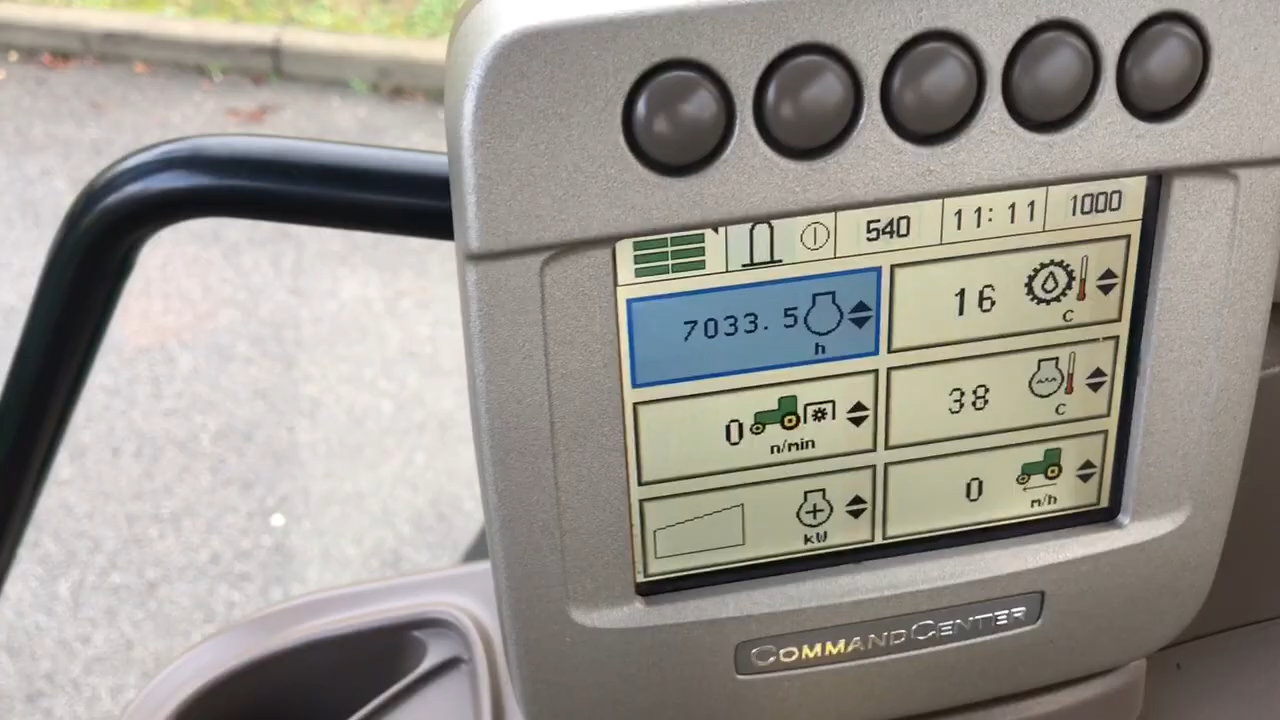 540 11:11 1000
7033.5 h
16 C
0 n/min
38 C
kW
0 m/h
COMMANDCENTER